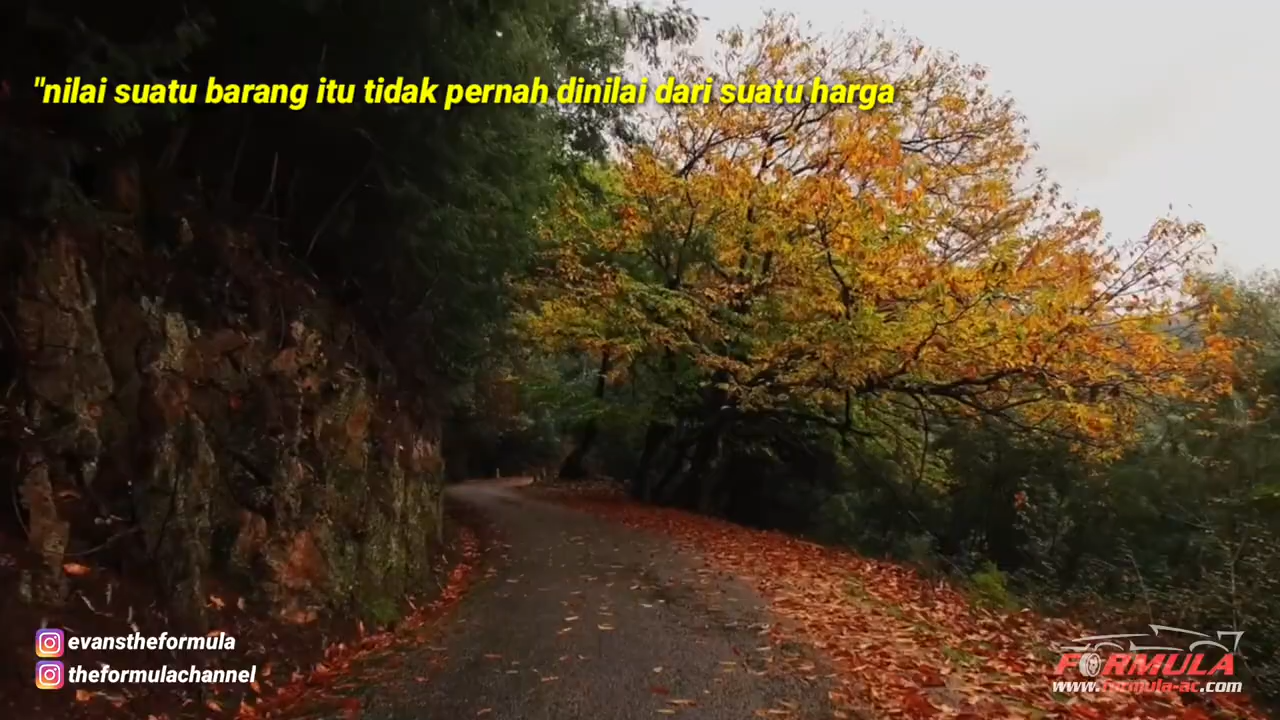 "nilai suatu barang itu tidak pernah dinilai dari suatu harga
evanstheformula
theformulachannel
FORMULA
www.formula-ac.com